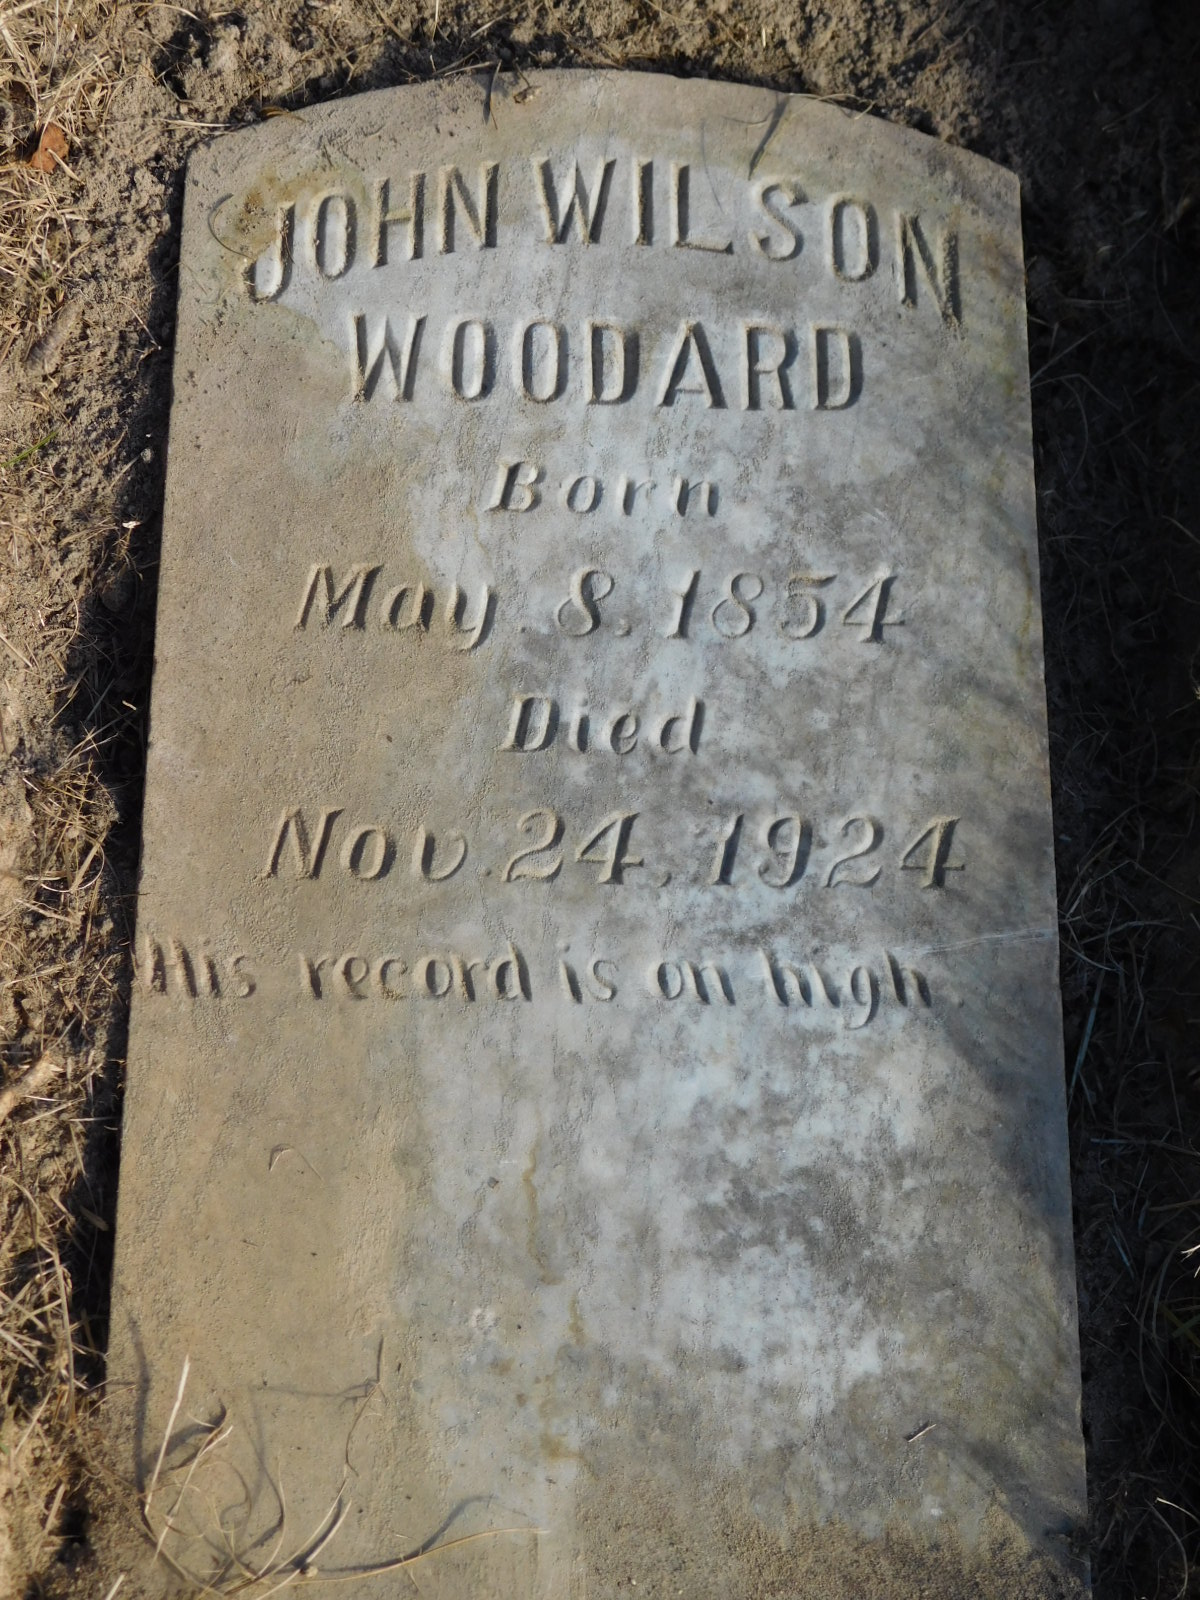 JOHN WILSON
WOODARD
Born
May. 8. 1854
Died
Nov. 24, 1924
His record is on high.